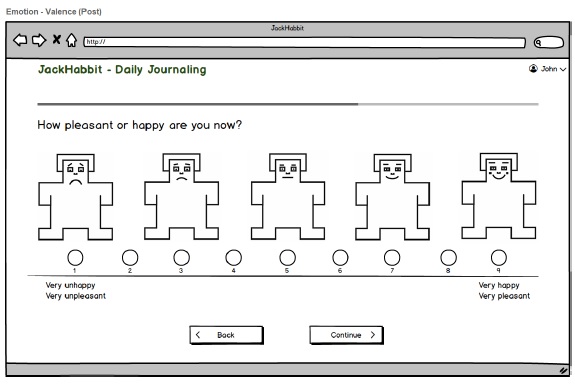 Emotion - Valence (Post)
JackHabbit
http://
JackHabbit - Daily Journaling
John
How pleasant or happy are you now?
1 2 3 4 5 6 7 8 9
Very unhappy
Very unpleasant
Very happy
Very pleasant
Back
Continue